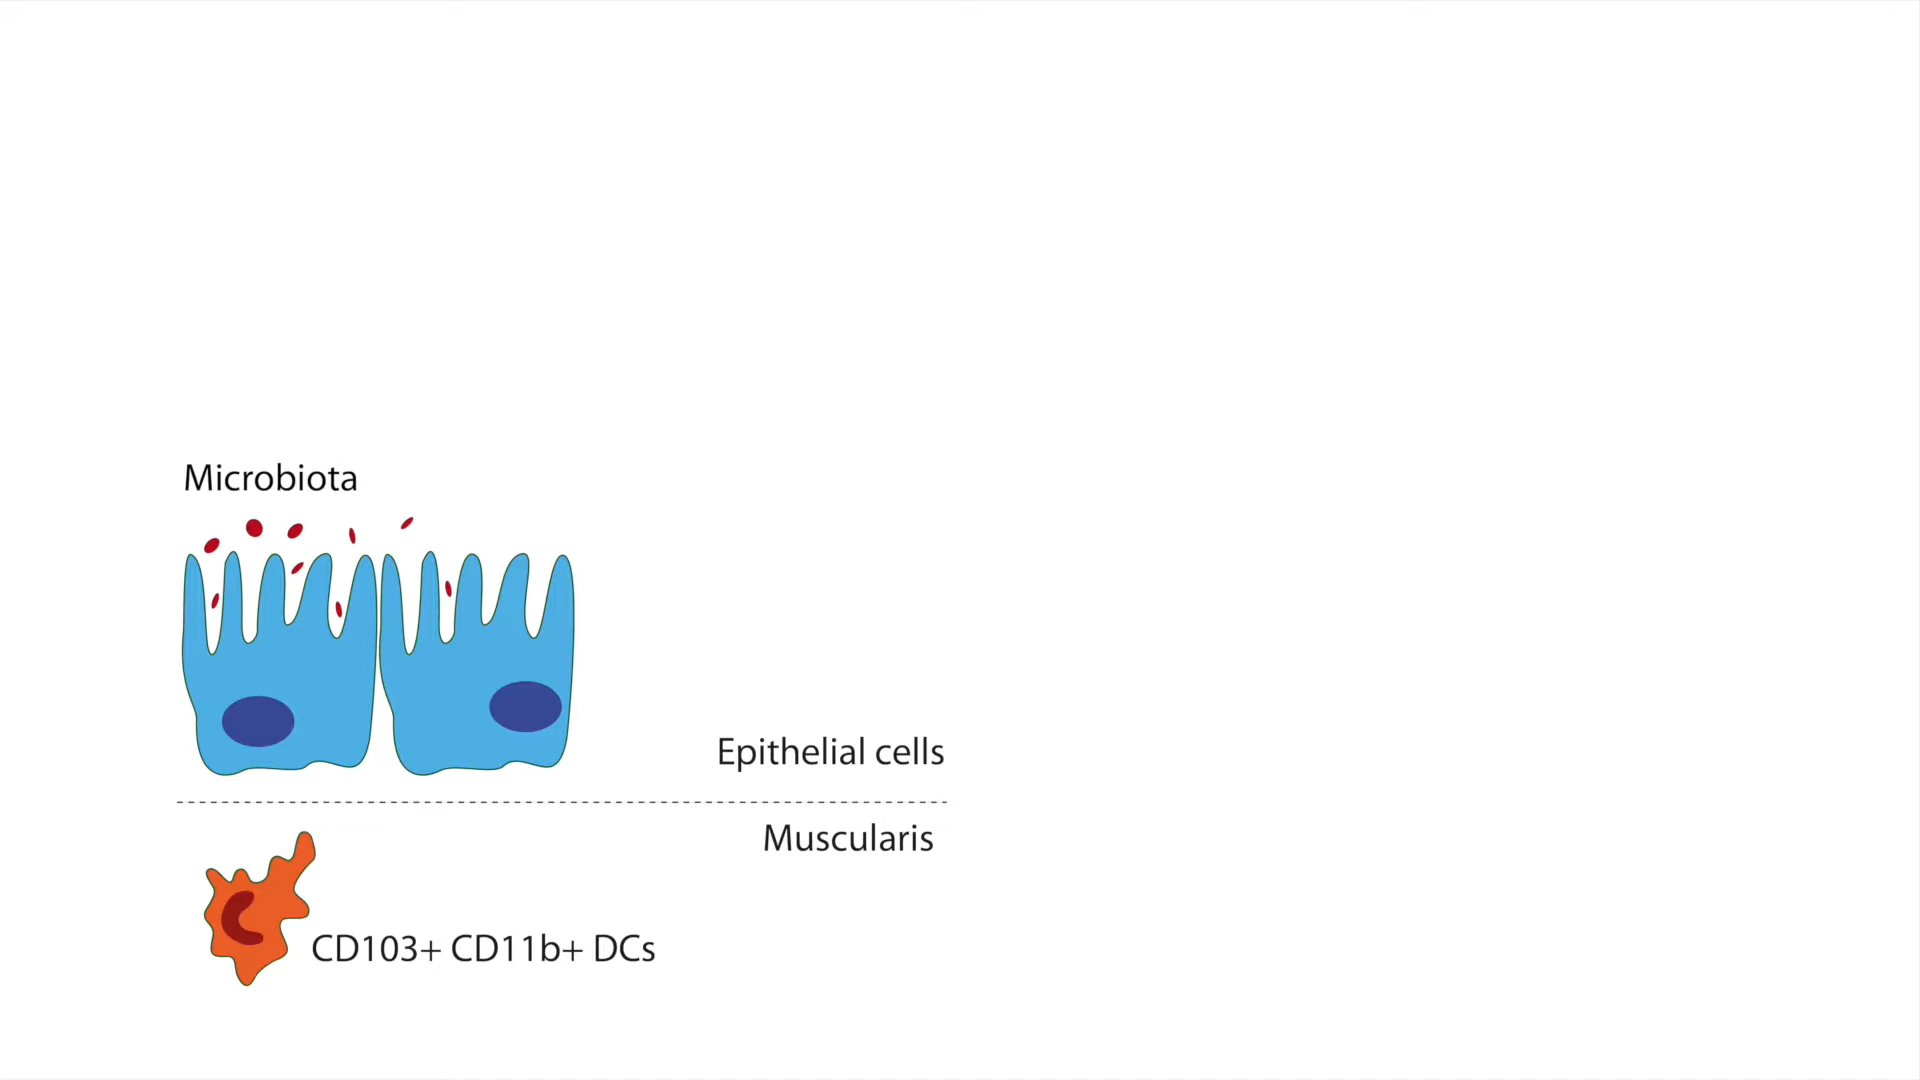 Microbiota
Epithelial cells
Muscularis
CD103+ CD11b+ DCs